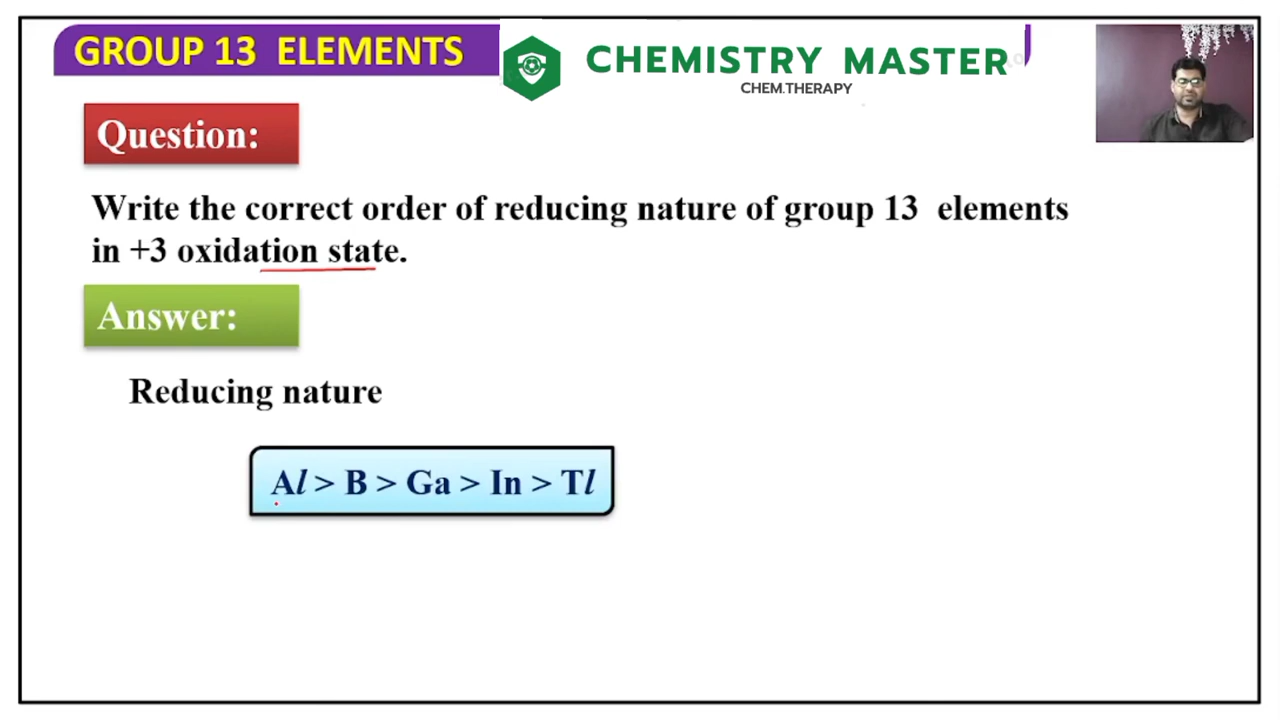 GROUP 13 ELEMENTS
CHEMISTRY MASTER
CHEM.THERAPY
Question:
Write the correct order of reducing nature of group 13 elements
in +3 oxidation state.
Answer:
Reducing nature
Al > B > Ga > In > Tl